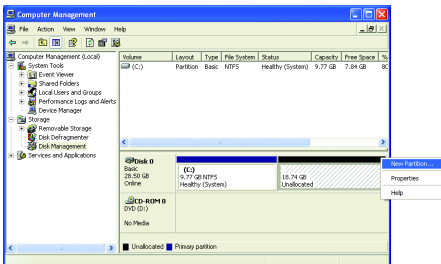 Computer Management
File Action View Window Help
Computer Management (Local)
System Tools
Event Viewer
Shared Folders
Local Users and Groups
Performance Logs and Alerts
Device Manager
Storage
Removable Storage
Disk Defragmenter
Disk Management
Services and Applications
Volume Layout Type File System Status Capacity Free Space %
(C:) Partition Basic NTFS Healthy (System) 9.77 GB 7.84 GB 80
Disk 0
Basic
28.50 GB
Online
(C:)
9.77 GB NTFS
Healthy (System)
18.74 GB
Unallocated
New Partition...
Properties
Help
CD-ROM 0
DVD (D:)
No Media
Unallocated Primary partition